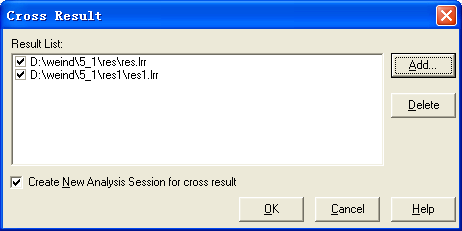 Cross Result
Result List:
D:\weind\5_1\res\res.lrr
D:\weind\5_1\res1\res1.lrr
Add...
Delete
Create New Analysis Session for cross result
OK
Cancel
Help